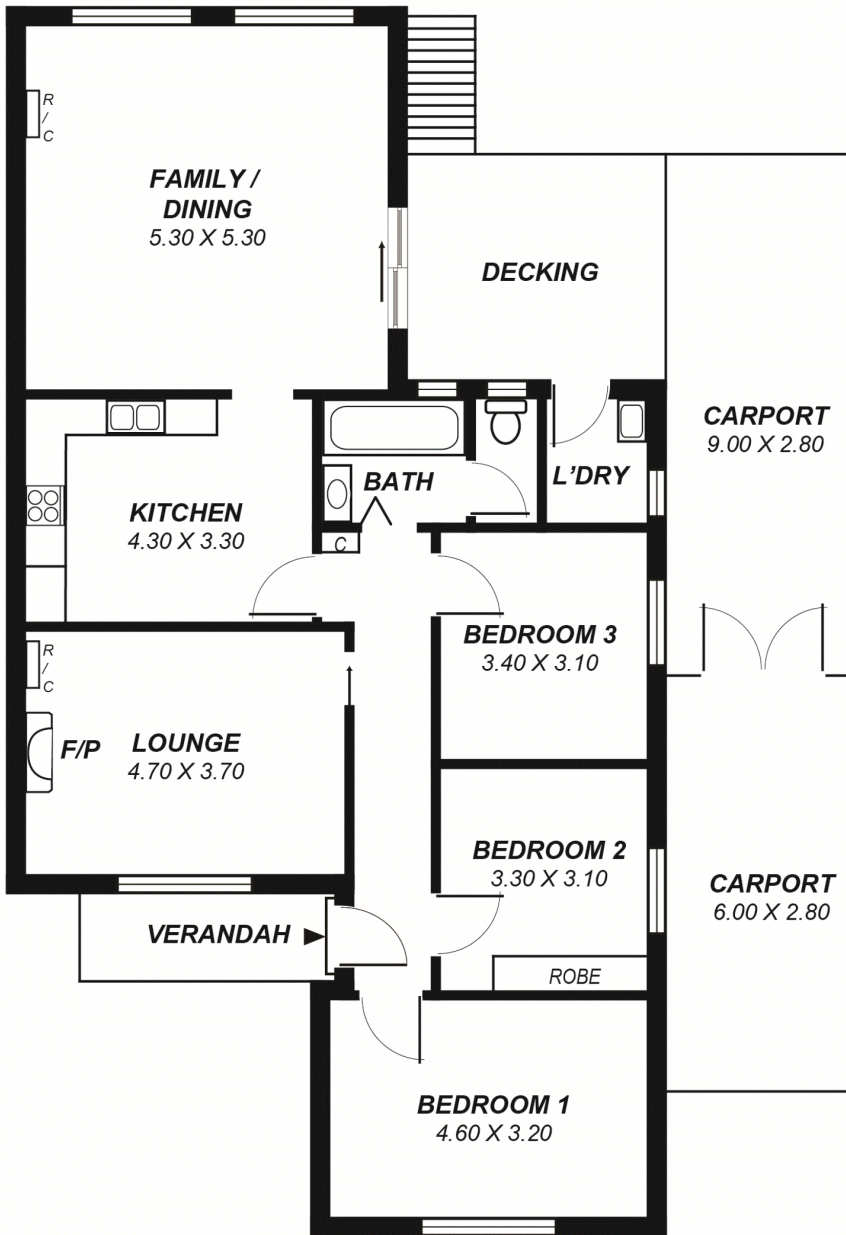 R
/
C
FAMILY /
DINING
5.30 X 5.30
DECKING
CARPORT
9.00 X 2.80
BATH
L'DRY
KITCHEN
4.30 X 3.30
C
BEDROOM 3
3.40 X 3.10
R
/
C
F/P
LOUNGE
4.70 X 3.70
BEDROOM 2
3.30 X 3.10
CARPORT
6.00 X 2.80
VERANDAH
ROBE
BEDROOM 1
4.60 X 3.20